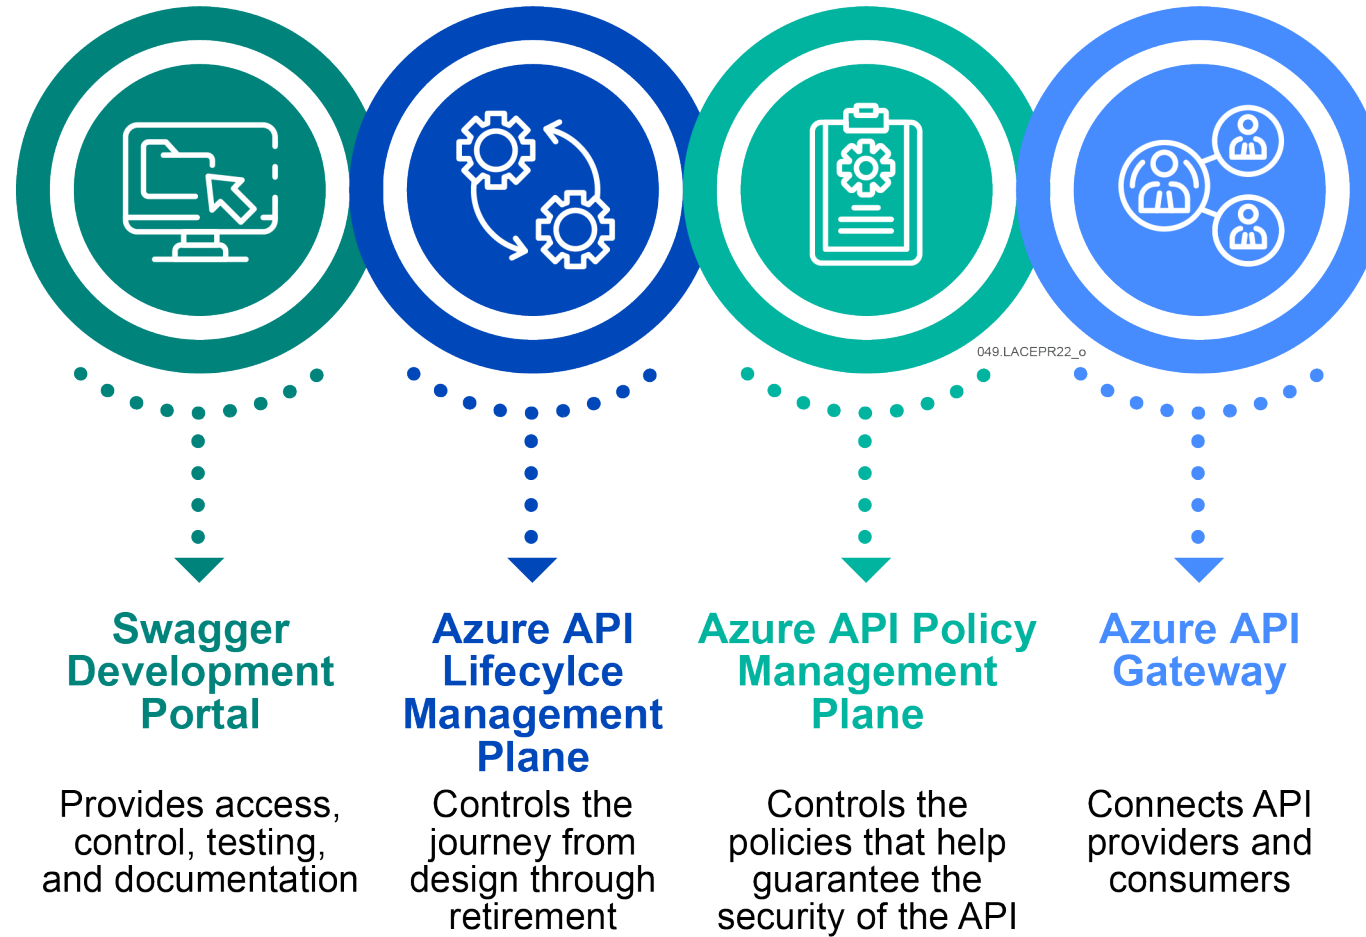 049.LACEPR22_o
Swagger
Development
Portal
Provides access,
control, testing,
and documentation
Azure API
Lifecylce
Management
Plane
Controls the
journey from
design through
retirement
Azure API Policy
Management
Plane
Controls the
policies that help
guarantee the
security of the API
Azure API
Gateway
Connects API
providers and
consumers